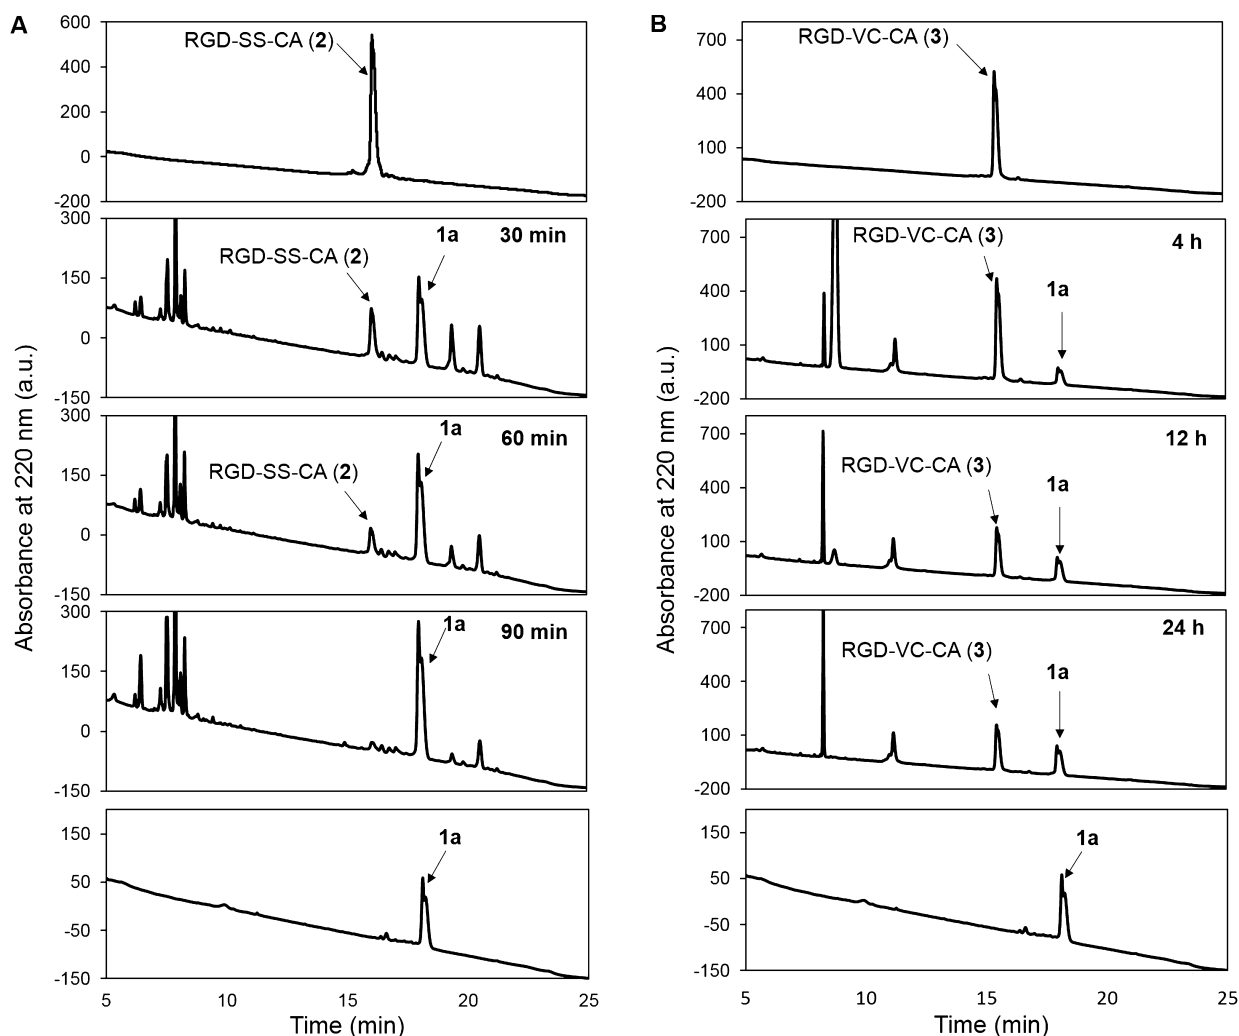 A
RGD-SS-CA (2)
600
400
200
0
-200
RGD-SS-CA (2)
1a
30 min
300
150
0
-150
RGD-SS-CA (2)
1a
60 min
300
150
0
-150
1a
90 min
300
150
0
-150
1a
150
50
-50
-150
5
10
15
20
25
Time (min)
Absorbance at 220 nm (a.u.)
B
RGD-VC-CA (3)
700
400
100
-200
RGD-VC-CA (3)
1a
4 h
700
400
100
-200
RGD-VC-CA (3)
1a
12 h
700
400
100
-200
RGD-VC-CA (3)
1a
24 h
700
400
100
-200
1a
150
50
-50
-150
5
10
15
20
25
Time (min)
Absorbance at 220 nm (a.u.)